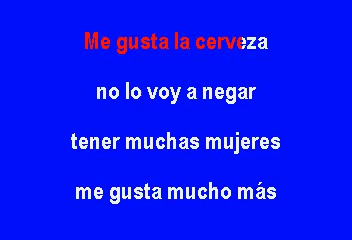 Me gusta la cerveza
no lo voy a negar
tener muchas mujeres
me gusta mucho más